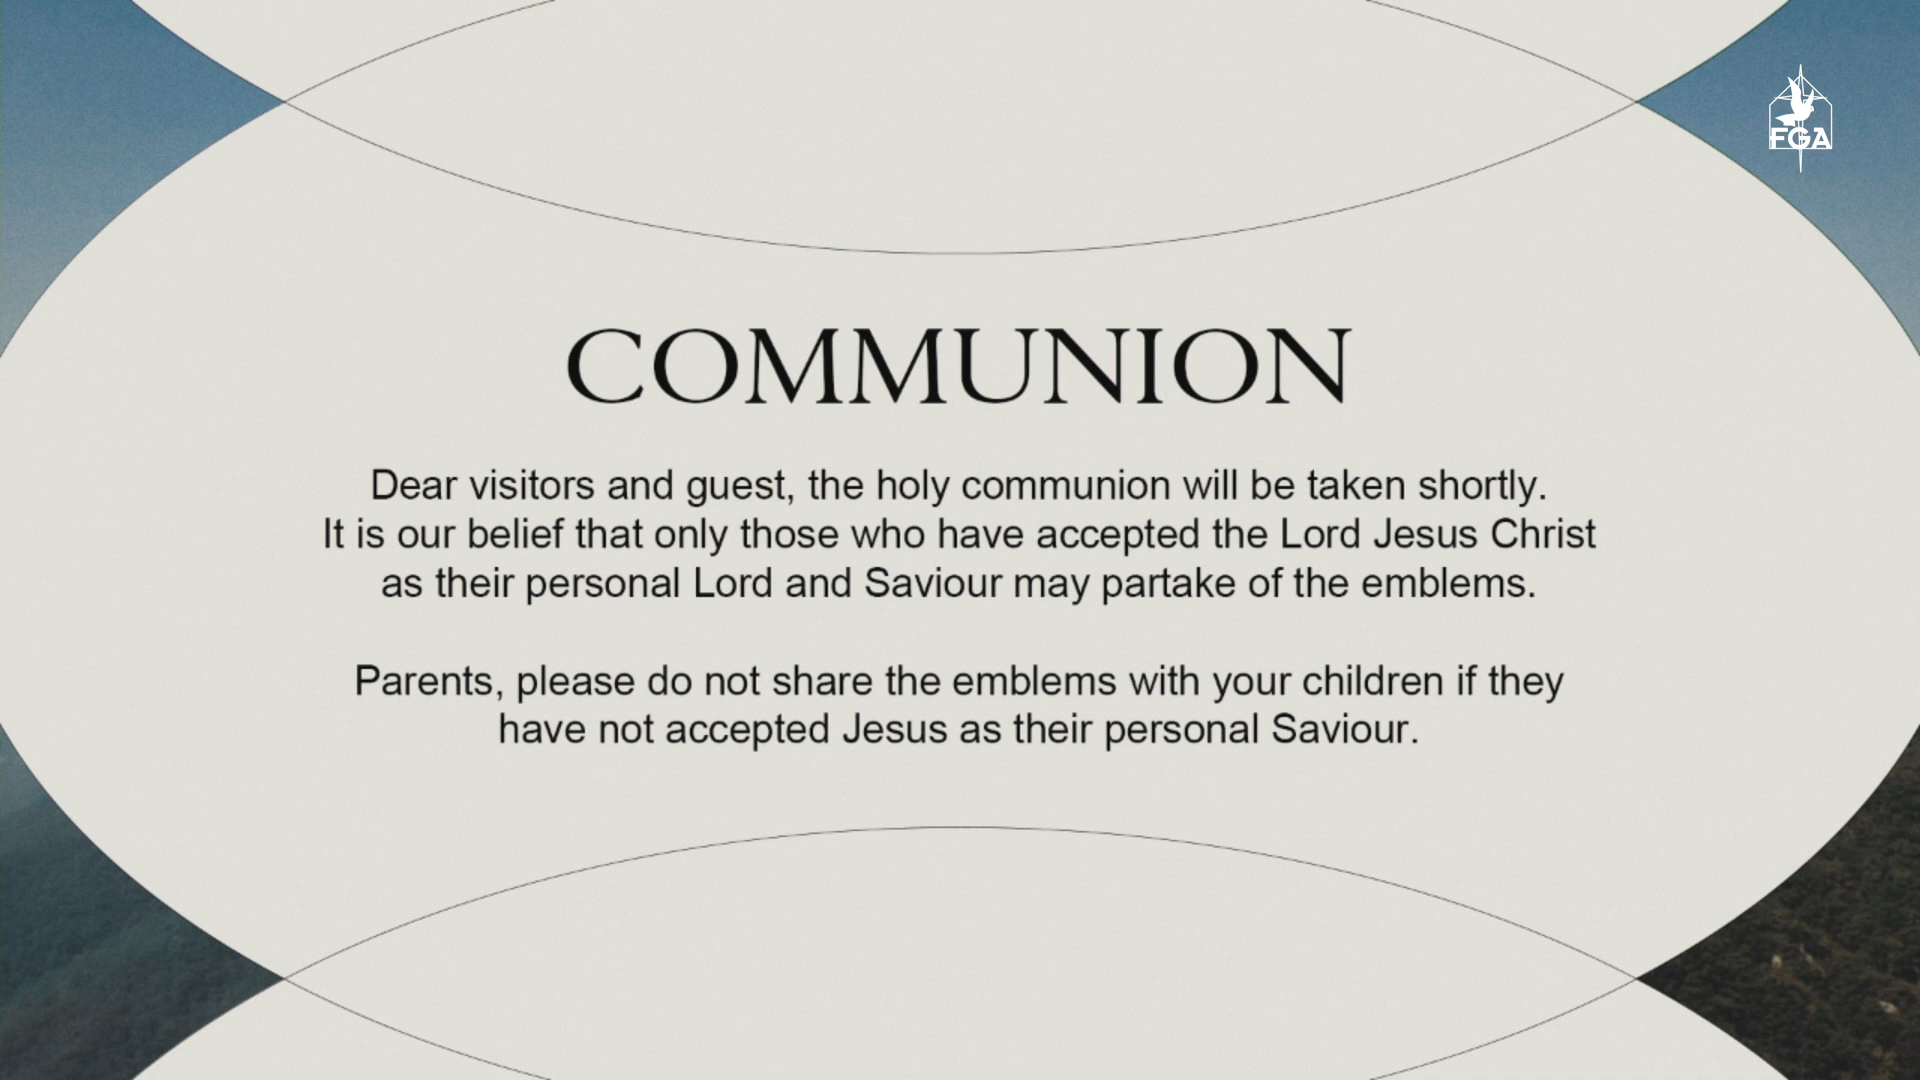 FGA
COMMUNION
Dear visitors and guest, the holy communion will be taken shortly.
It is our belief that only those who have accepted the Lord Jesus Christ
as their personal Lord and Saviour may partake of the emblems.
Parents, please do not share the emblems with your children if they
have not accepted Jesus as their personal Saviour.